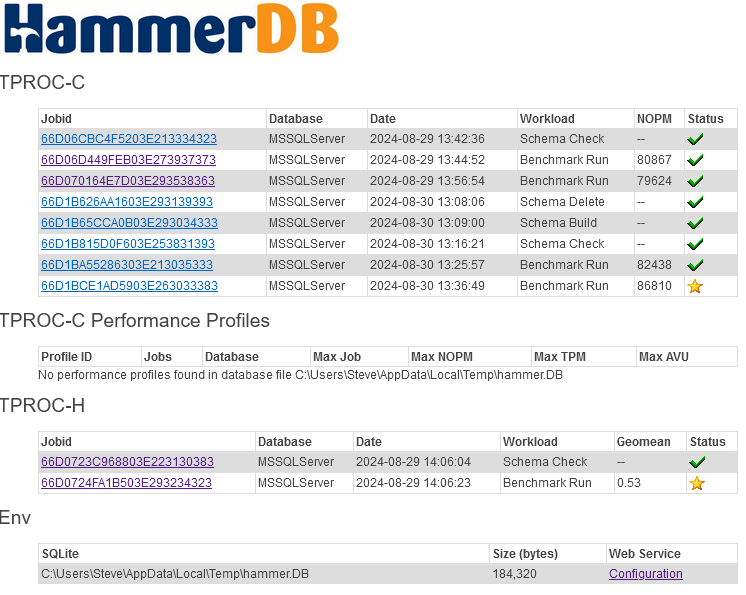 HammerDB
TPROC-C
Jobid Database Date Workload NOPM Status
66D06CBC4F5203E213334323 MSSQLServer 2024-08-29 13:42:36 Schema Check --
66D06D449FEB03E273937373 MSSQLServer 2024-08-29 13:44:52 Benchmark Run 80867
66D070164E7D03E293538363 MSSQLServer 2024-08-29 13:56:54 Benchmark Run 79624
66D1B626AA1603E293139393 MSSQLServer 2024-08-30 13:08:06 Schema Delete --
66D1B65CCA0B03E293034333 MSSQLServer 2024-08-30 13:09:00 Schema Build --
66D1B815D0F603E253831393 MSSQLServer 2024-08-30 13:16:21 Schema Check --
66D1BA55286303E213035333 MSSQLServer 2024-08-30 13:25:57 Benchmark Run 82438
66D1BCE1AD5903E263033383 MSSQLServer 2024-08-30 13:36:49 Benchmark Run 86810
TPROC-C Performance Profiles
Profile ID Jobs Database Max Job Max NOPM Max TPM Max AVU
No performance profiles found in database file C:\Users\Steve\AppData\Local\Temp\hammer.DB
TPROC-H
Jobid Database Date Workload Geomean Status
66D0723C968803E223130383 MSSQLServer 2024-08-29 14:06:04 Schema Check --
66D0724FA1B503E293234323 MSSQLServer 2024-08-29 14:06:23 Benchmark Run 0.53
Env
SQLite Size (bytes) Web Service
C:\Users\Steve\AppData\Local\Temp\hammer.DB 184,320 Configuration